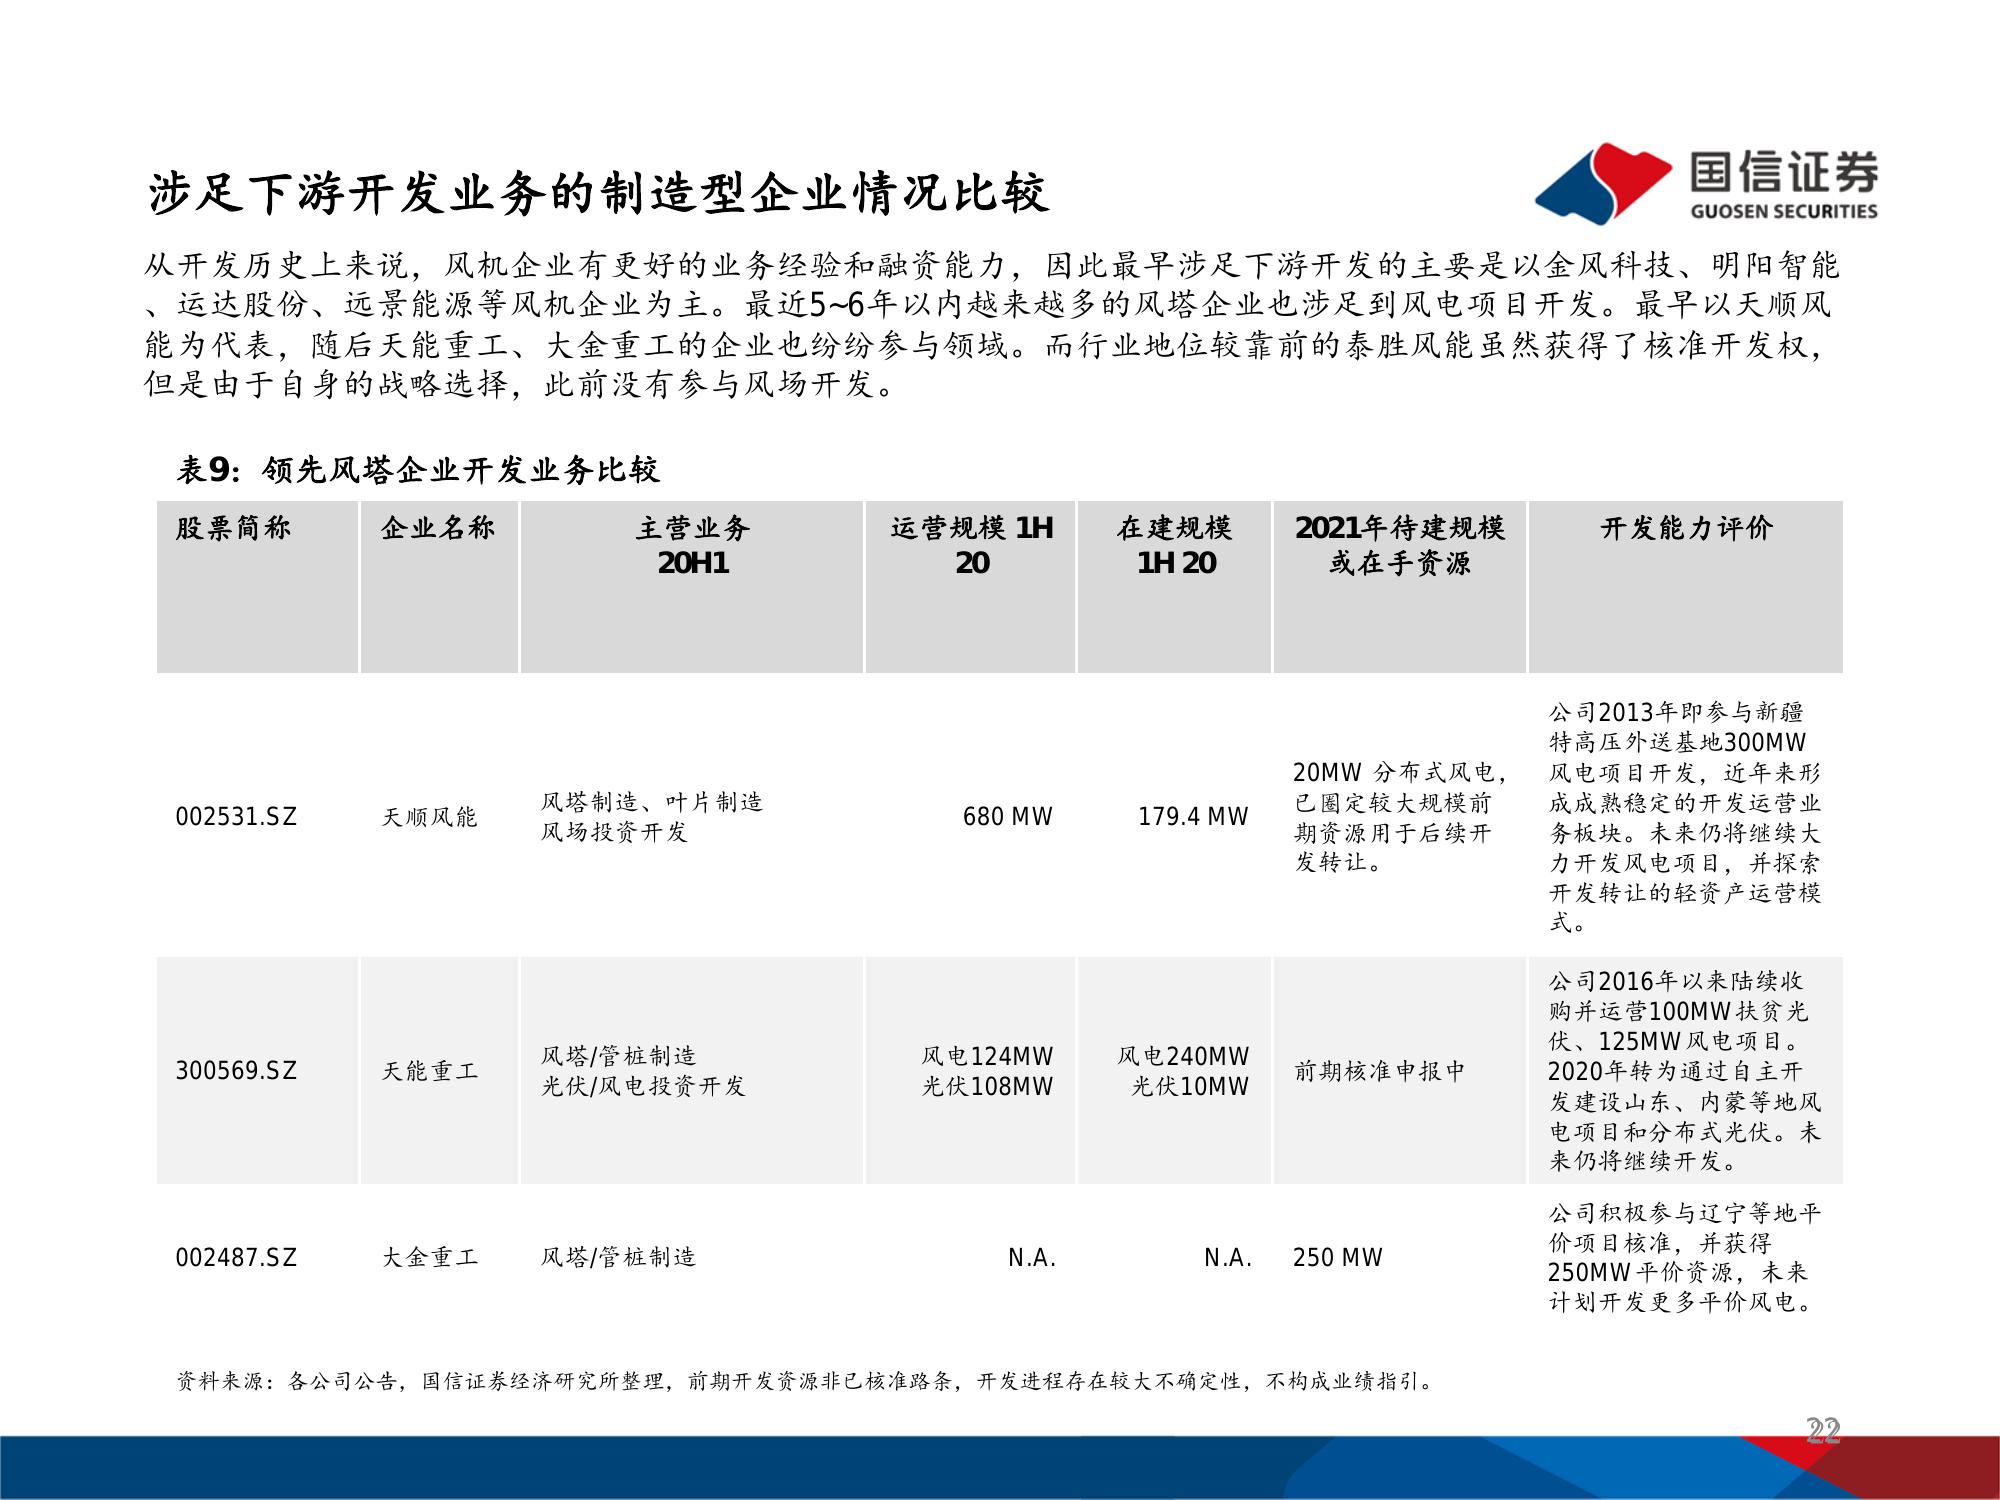 涉足下游开发业务的制造型企业情况比较
国信证券
GUOSEN SECURITIES
从开发历史上来说，风机企业有更好的业务经验和融资能力，因此最早涉足下游开发的主要是以金风科技、明阳智能
、运达股份、远景能源等风机企业为主。最近5~6年以内越来越多的风塔企业也涉足到风电项目开发。最早以天顺风
能为代表，随后天能重工、大金重工的企业也纷纷参与领域。而行业地位较靠前的泰胜风能虽然获得了核准开发权，
但是由于自身的战略选择，此前没有参与风场开发。
表9：领先风塔企业开发业务比较
股票简称
企业名称
主营业务
20H1
运营规模 1H
20
在建规模
1H 20
2021年待建规模
或在手资源
开发能力评价
002531.SZ
天顺风能
风塔制造、叶片制造
风场投资开发
680 MW
179.4 MW
20MW 分布式风电，
已圈定较大规模前
期资源用于后续开
发转让。
公司2013年即参与新疆
特高压外送基地300MW
风电项目开发，近年来形
成成熟稳定的开发运营业
务板块。未来仍将继续大
力开发风电项目，并探索
开发转让的轻资产运营模
式。
300569.SZ
天能重工
风塔/管桩制造
光伏/风电投资开发
风电124MW
光伏108MW
风电240MW
光伏10MW
前期核准申报中
公司2016年以来陆续收
购并运营100MW扶贫光
伏、125MW风电项目。
2020年转为通过自主开
发建设山东、内蒙等地风
电项目和分布式光伏。未
来仍将继续开发。
002487.SZ
大金重工
风塔/管桩制造
N.A.
N.A.
250 MW
公司积极参与辽宁等地平
价项目核准，并获得
250MW平价资源，未来
计划开发更多平价风电。
资料来源：各公司公告，国信证券经济研究所整理，前期开发资源非已核准路条，开发进程存在较大不确定性，不构成业绩指引。
22